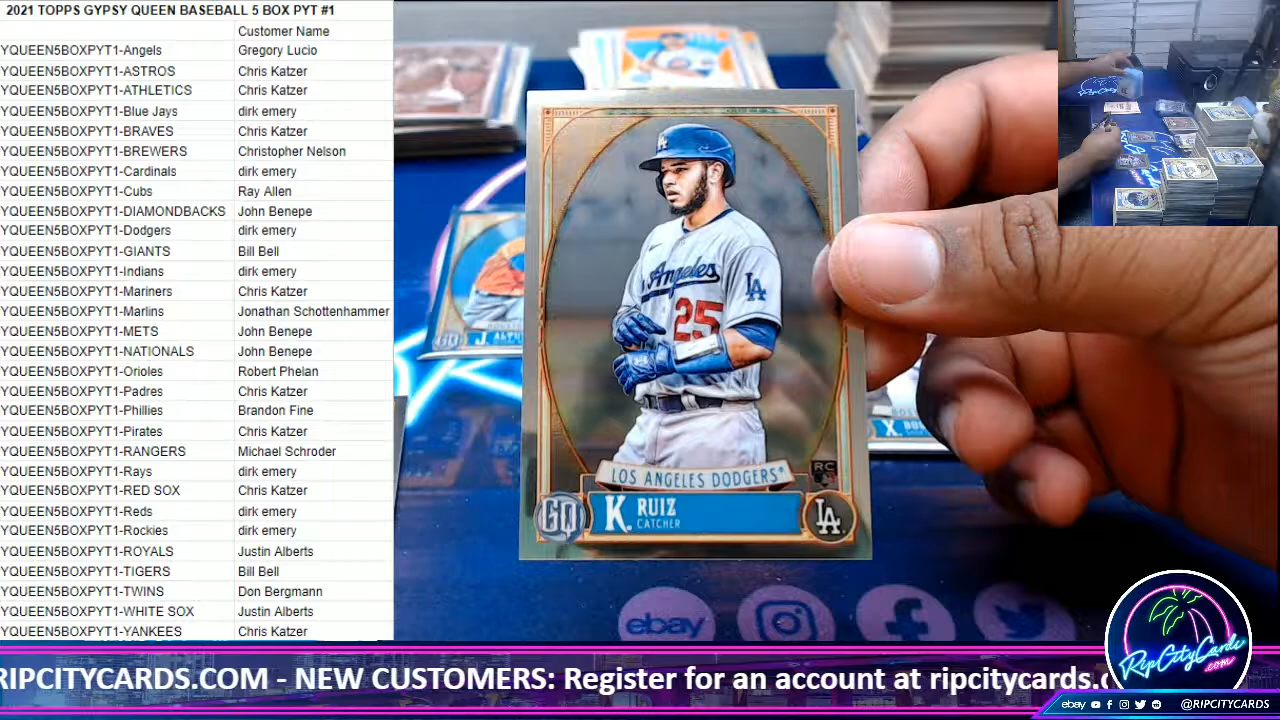 2021 TOPPS GYPSY QUEEN BASEBALL 5 BOX PYT #1
Customer Name
YQUEEN5BOXPYT1-Angels Gregory Lucio
YQUEEN5BOXPYT1-ASTROS Chris Katzer
YQUEEN5BOXPYT1-ATHLETICS Chris Katzer
YQUEEN5BOXPYT1-Blue Jays dirk emery
YQUEEN5BOXPYT1-BRAVES Chris Katzer
YQUEEN5BOXPYT1-BREWERS Christopher Nelson
YQUEEN5BOXPYT1-Cardinals dirk emery
YQUEEN5BOXPYT1-Cubs Ray Allen
YQUEEN5BOXPYT1-DIAMONDBACKS John Benepe
YQUEEN5BOXPYT1-Dodgers dirk emery
YQUEEN5BOXPYT1-GIANTS Bill Bell
YQUEEN5BOXPYT1-Indians dirk emery
YQUEEN5BOXPYT1-Mariners Chris Katzer
YQUEEN5BOXPYT1-Marlins Jonathan Schottenhammer
YQUEEN5BOXPYT1-METS John Benepe
YQUEEN5BOXPYT1-NATIONALS John Benepe
YQUEEN5BOXPYT1-Orioles Robert Phelan
YQUEEN5BOXPYT1-Padres Chris Katzer
YQUEEN5BOXPYT1-Phillies Brandon Fine
YQUEEN5BOXPYT1-Pirates Chris Katzer
YQUEEN5BOXPYT1-RANGERS Michael Schroder
YQUEEN5BOXPYT1-Rays dirk emery
YQUEEN5BOXPYT1-RED SOX Chris Katzer
YQUEEN5BOXPYT1-Reds dirk emery
YQUEEN5BOXPYT1-Rockies dirk emery
YQUEEN5BOXPYT1-ROYALS Justin Alberts
YQUEEN5BOXPYT1-TIGERS Bill Bell
YQUEEN5BOXPYT1-TWINS Don Bergmann
YQUEEN5BOXPYT1-WHITE SOX Justin Alberts
YQUEEN5BOXPYT1-YANKEES Chris Katzer
LA
Los Angeles
LA
25
LOS ANGELES DODGERS
RC
GQ
K. RUIZ
CATCHER
LA
GQ J.
X.
ebay
RipCityCards
.com
RIPCITYCARDS.COM - NEW CUSTOMERS: Register for an account at ripcitycards.c
ebay @RIPCITYCARDS